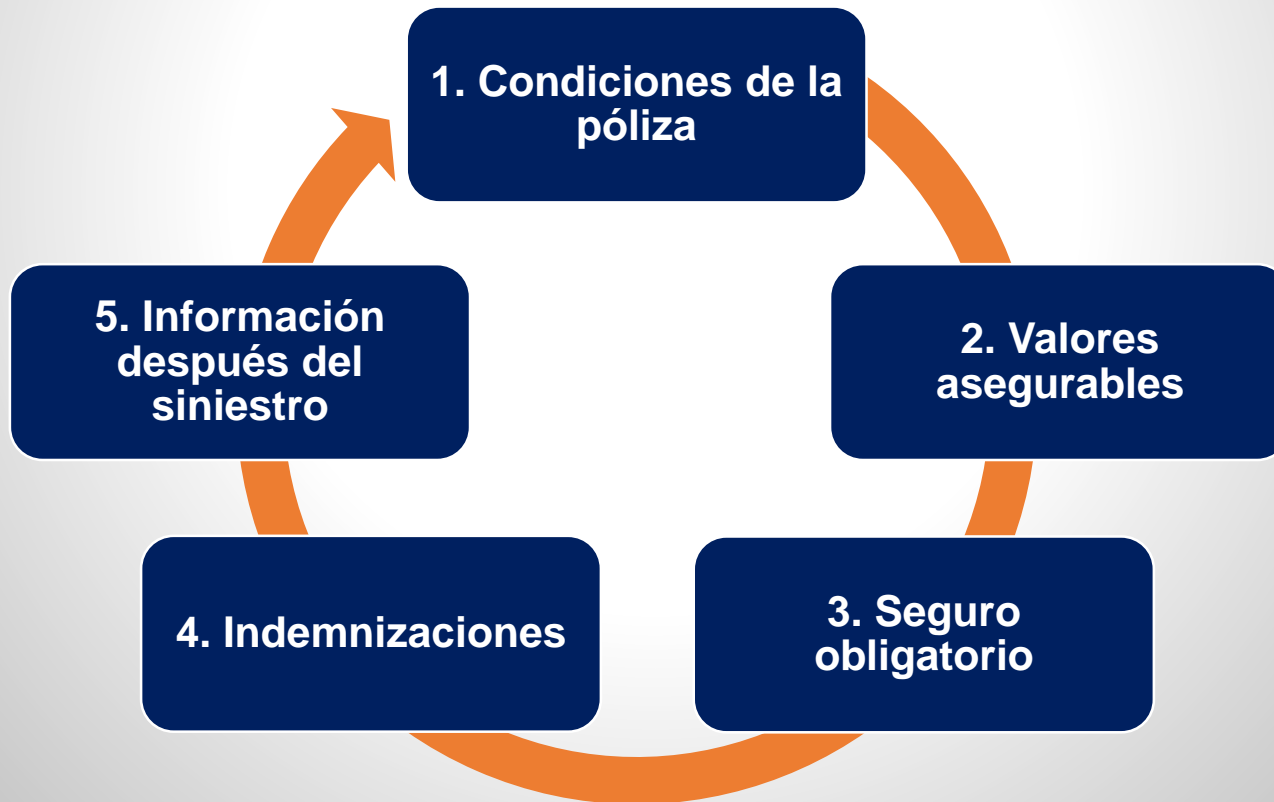 1. Condiciones de la
póliza
2. Valores
asegurables
3. Seguro
obligatorio
4. Indemnizaciones
5. Información
después del
siniestro